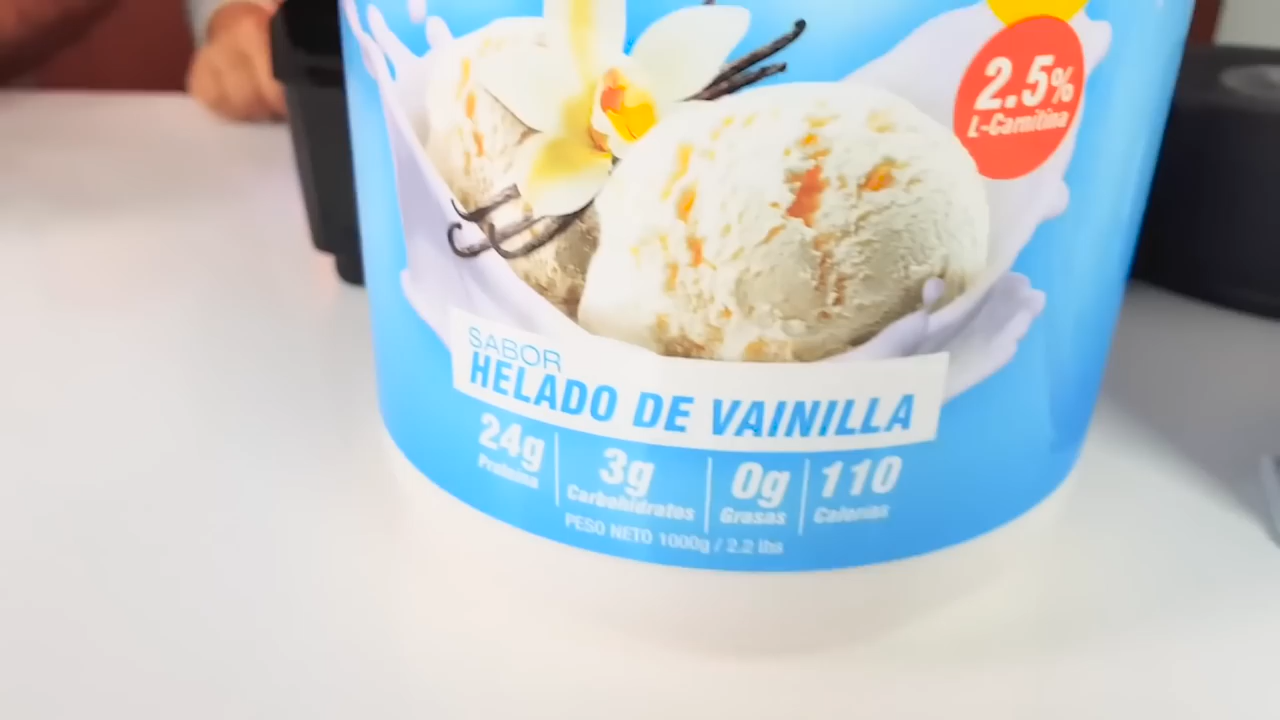 2.5%
L-Carnitina
SABOR
HELADO DE VAINILLA
24g
Proteína
3g
Carbohidratos
0g
Grasas
110
Calorías
PESO NETO 1000g / 2.2 lbs